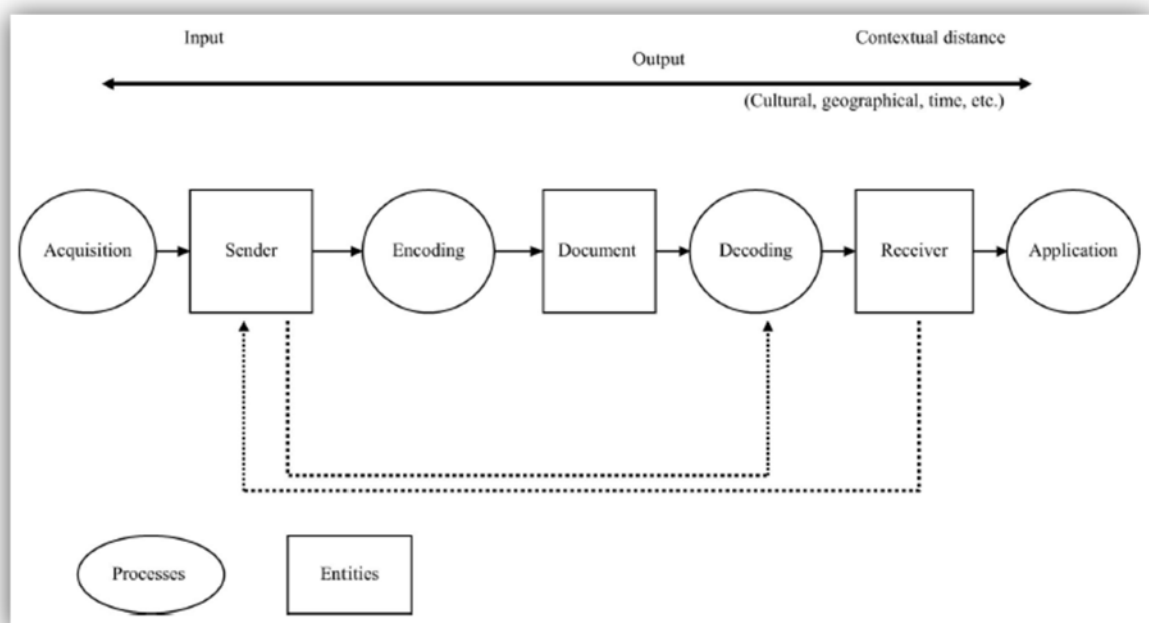 Input
Contextual distance
Output
(Cultural, geographical, time, etc.)
Acquisition
Sender
Encoding
Document
Decoding
Receiver
Application
Processes
Entities